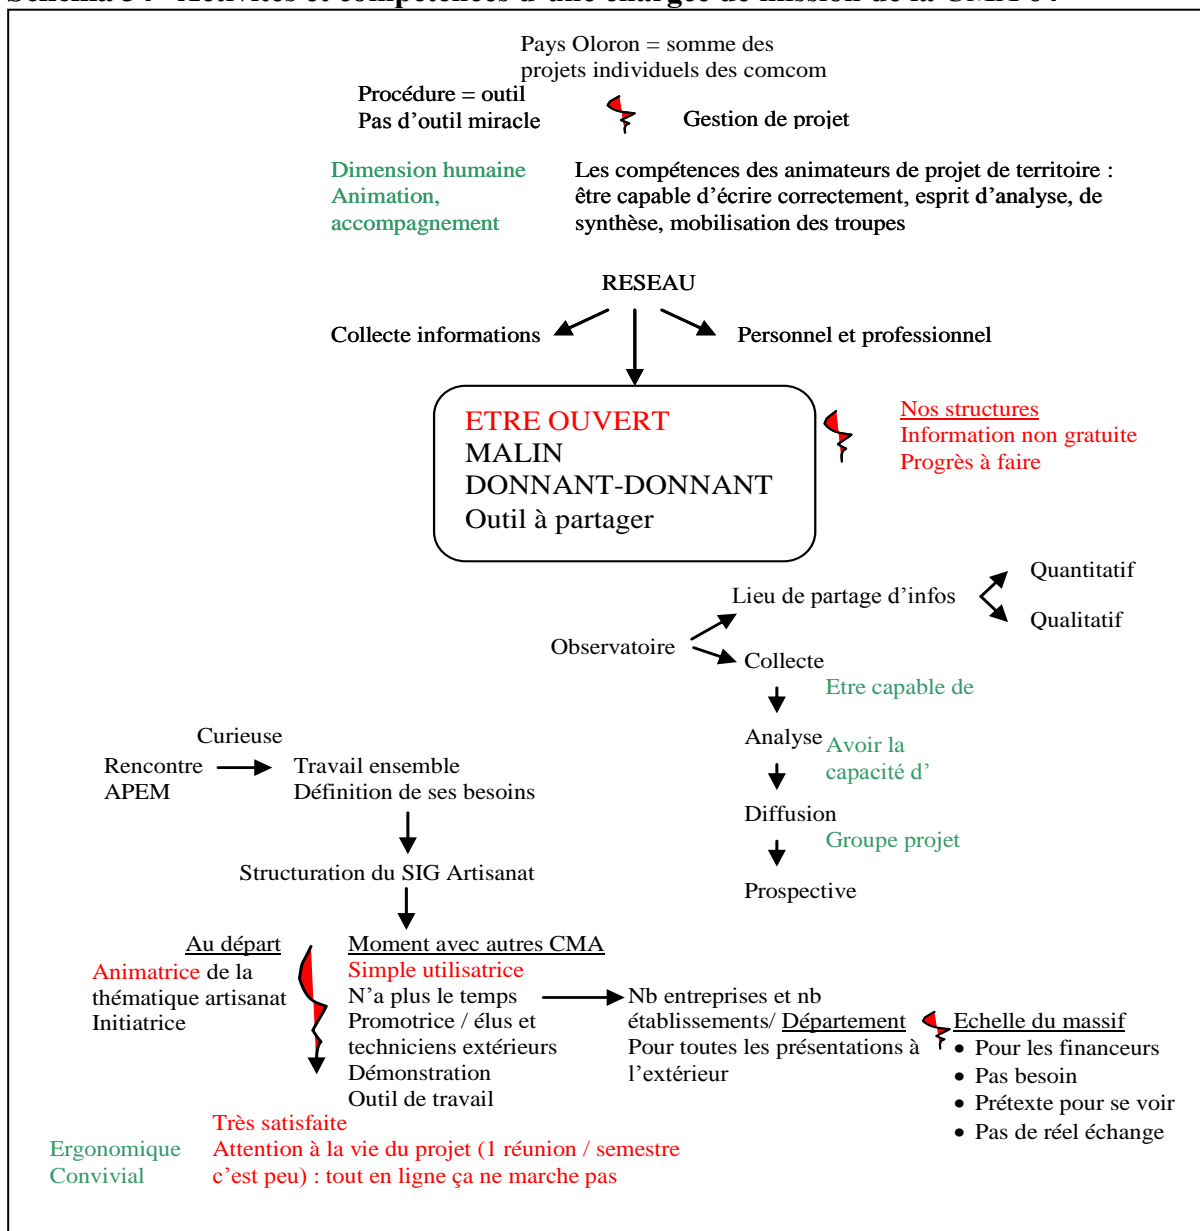 Pays Oloron = somme des
projets individuels des comcom
Procédure = outil
Pas d'outil miracle
Gestion de projet
Dimension humaine
Animation,
accompagnement
Les compétences des animateurs de projet de territoire :
être capable d'écrire correctement, esprit d'analyse, de
synthèse, mobilisation des troupes
RESEAU
Collecte informations
Personnel et professionnel
ETRE OUVERT
MALIN
DONNANT-DONNANT
Outil à partager
Nos structures
Information non gratuite
Progrès à faire
Quantitatif
Lieu de partage d'infos
Qualitatif
Observatoire
Collecte
Etre capable de
Analyse
Avoir la
capacité d'
Diffusion
Groupe projet
Prospective
Curieuse
Rencontre
APEM
Travail ensemble
Définition de ses besoins
Structuration du SIG Artisanat
Au départ
Animatrice de la
thématique artisanat
Initiatrice
Moment avec autres CMA
Simple utilisatrice
N'a plus le temps
Promotrice / élus et
techniciens extérieurs
Démonstration
Outil de travail
Nb entreprises et nb
établissements/ Département
Pour toutes les présentations à
l'extérieur
Echelle du massif
• Pour les financeurs
• Pas besoin
• Prétexte pour se voir
• Pas de réel échange
Ergonomique
Convivial
Très satisfaite
Attention à la vie du projet (1 réunion / semestre
c'est peu) : tout en ligne ça ne marche pas